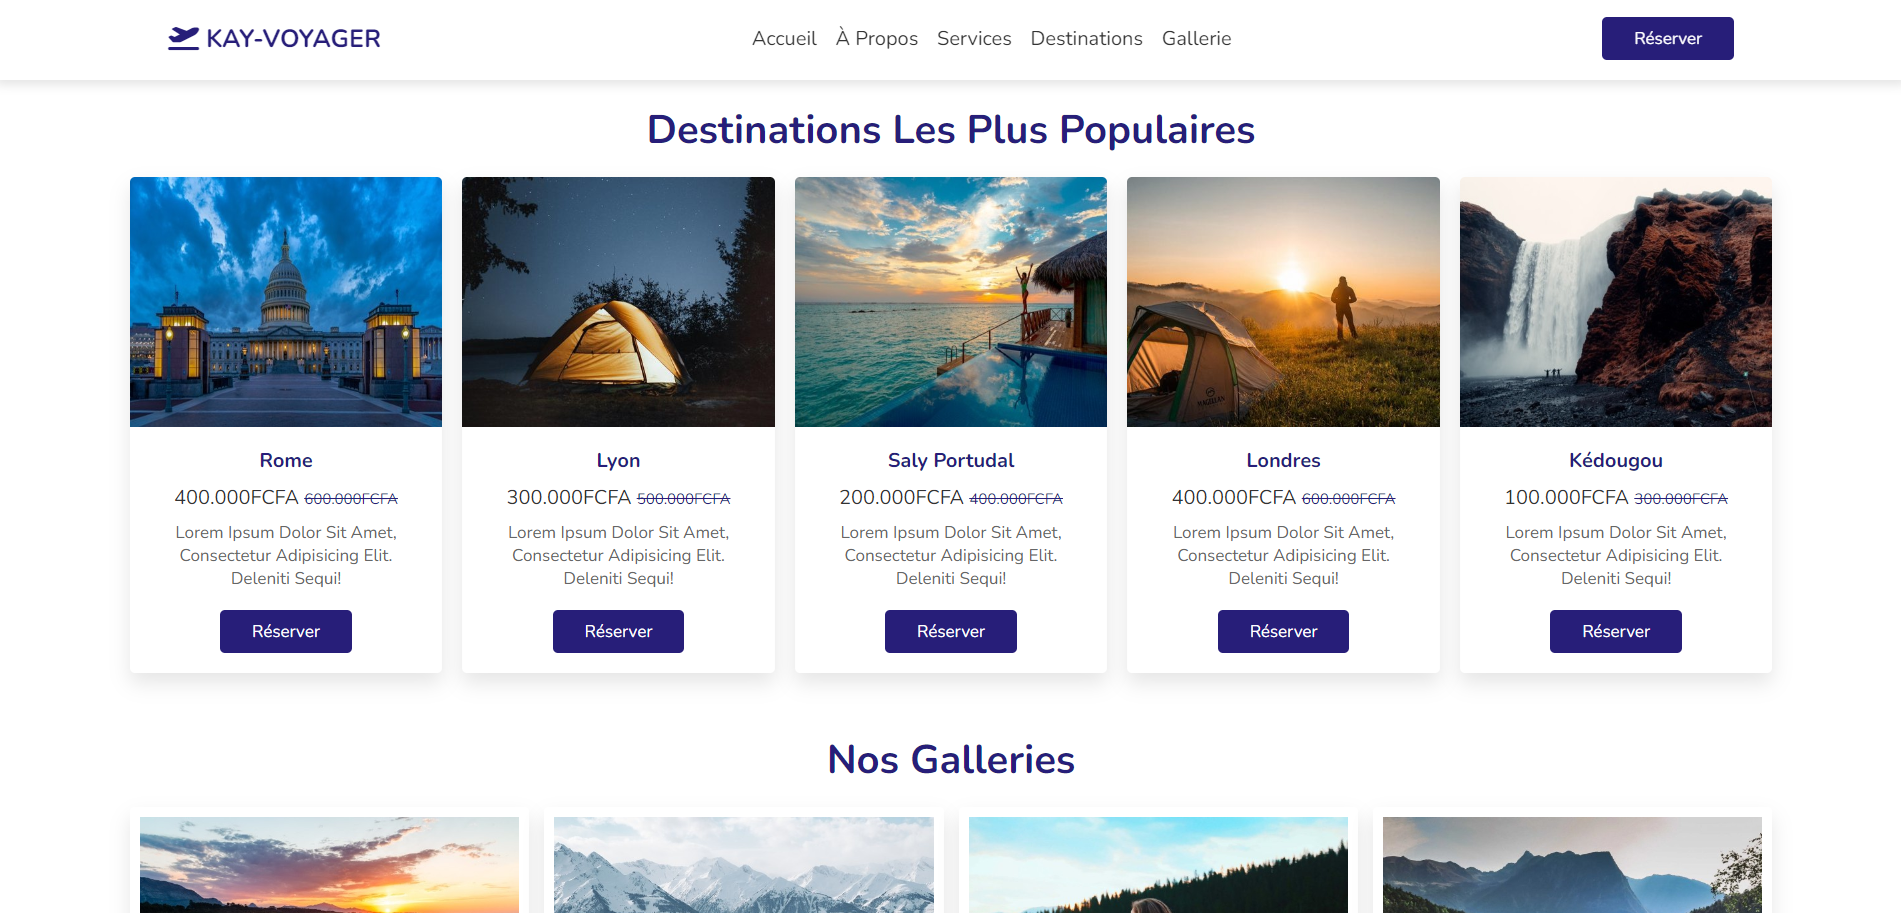 KAY-VOYAGER
Accueil À Propos Services Destinations Gallerie
Réserver
Destinations Les Plus Populaires
Rome
400.000FCFA 600.000FCFA
Lorem Ipsum Dolor Sit Amet,
Consectetur Adipisicing Elit.
Deleniti Sequi!
Réserver
Lyon
300.000FCFA 500.000FCFA
Lorem Ipsum Dolor Sit Amet,
Consectetur Adipisicing Elit.
Deleniti Sequi!
Réserver
Saly Portudal
200.000FCFA 400.000FCFA
Lorem Ipsum Dolor Sit Amet,
Consectetur Adipisicing Elit.
Deleniti Sequi!
Réserver
MAGELLAN
Londres
400.000FCFA 600.000FCFA
Lorem Ipsum Dolor Sit Amet,
Consectetur Adipisicing Elit.
Deleniti Sequi!
Réserver
Kédougou
100.000FCFA 300.000FCFA
Lorem Ipsum Dolor Sit Amet,
Consectetur Adipisicing Elit.
Deleniti Sequi!
Réserver
Nos Galleries